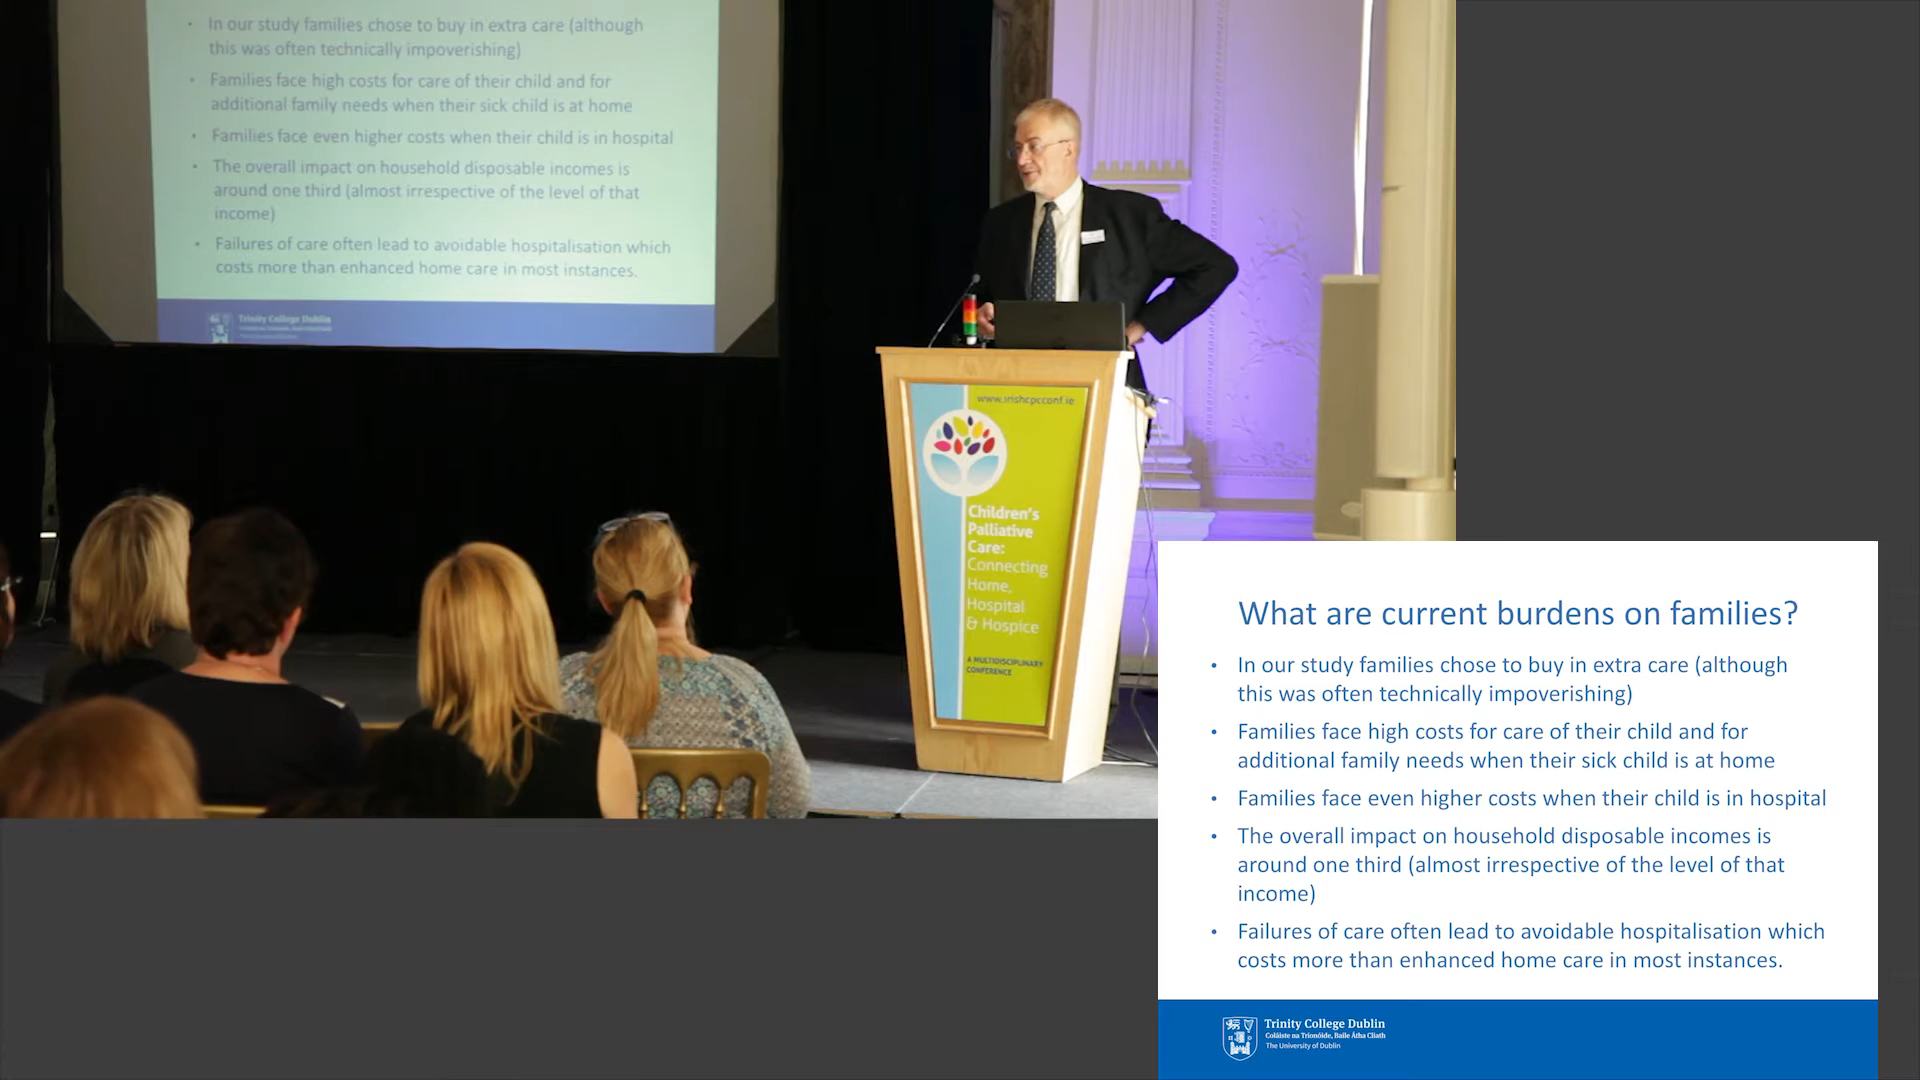 In our study families chose to buy in extra care (although
this was often technically impoverishing)
Families face high costs for care of their child and for
additional family needs when their sick child is at home
Families face even higher costs when their child is in hospital
The overall impact on household disposable incomes is
around one third (almost irrespective of the level of that
income)
Failures of care often lead to avoidable hospitalisation which
costs more than enhanced home care in most instances.
Trinity College Dublin
www.irishcpcconf.ie
Children's
Palliative
Care:
Connecting
Home,
Hospital
& Hospice
A MULTIDISCIPLINARY
CONFERENCE
What are current burdens on families?
• In our study families chose to buy in extra care (although
this was often technically impoverishing)
• Families face high costs for care of their child and for
additional family needs when their sick child is at home
• Families face even higher costs when their child is in hospital
• The overall impact on household disposable incomes is
around one third (almost irrespective of the level of that
income)
• Failures of care often lead to avoidable hospitalisation which
costs more than enhanced home care in most instances.
Trinity College Dublin
Coláiste na Tríonóide, Baile Átha Cliath
The University of Dublin